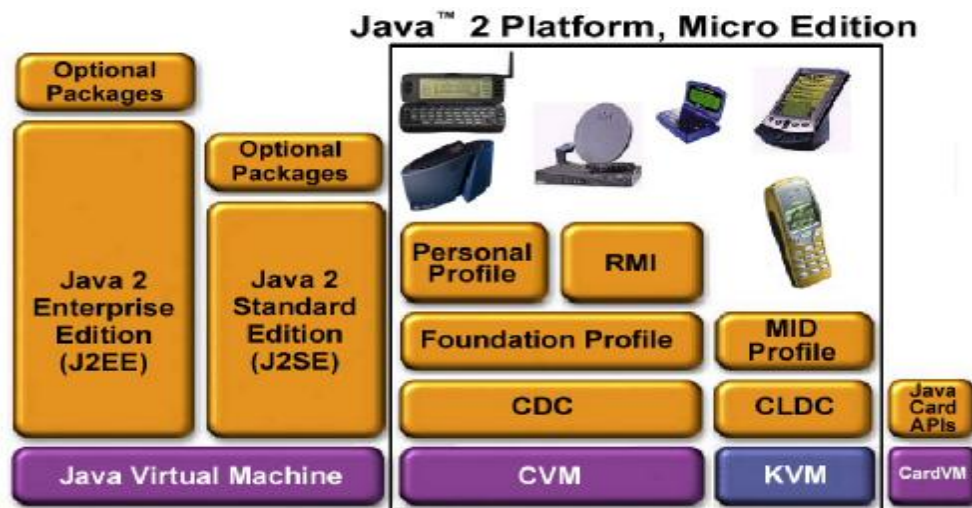 Java™ 2 Platform, Micro Edition
Optional
Packages
Optional
Packages
Java 2
Enterprise
Edition
(J2EE)
Java 2
Standard
Edition
(J2SE)
Personal
Profile
RMI
Foundation Profile
MID
Profile
CDC
CLDC
Java
Card
APIs
Java Virtual Machine
CVM
KVM
CardVM